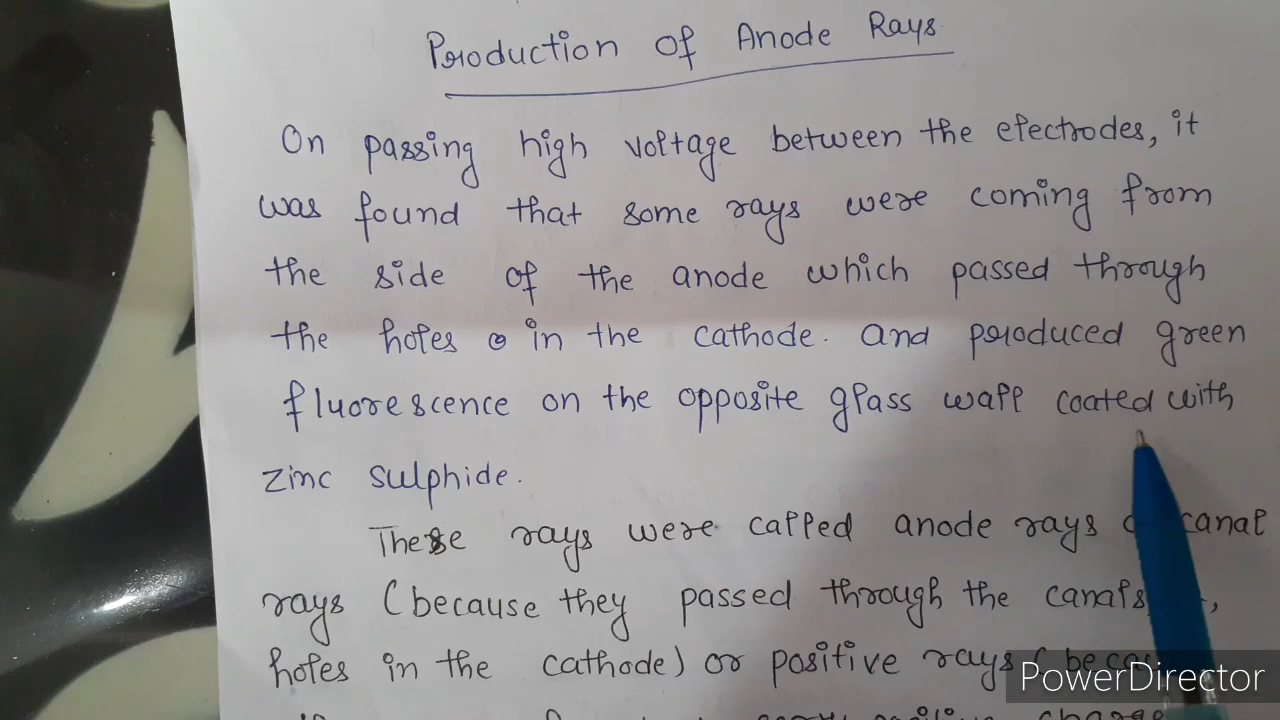 Production of Anode Rays.
On passing high voltage between the electrodes, it
was found that some rays were coming from
the side of the anode which passed through
the holes in the cathode. and produced green
fluorescence on the opposite glass wall coated with
zinc sulphide.
These rays were called anode rays canal
rays (because they passed through the canals
holes in the cathode) or positive rays (
PowerDirector
charge